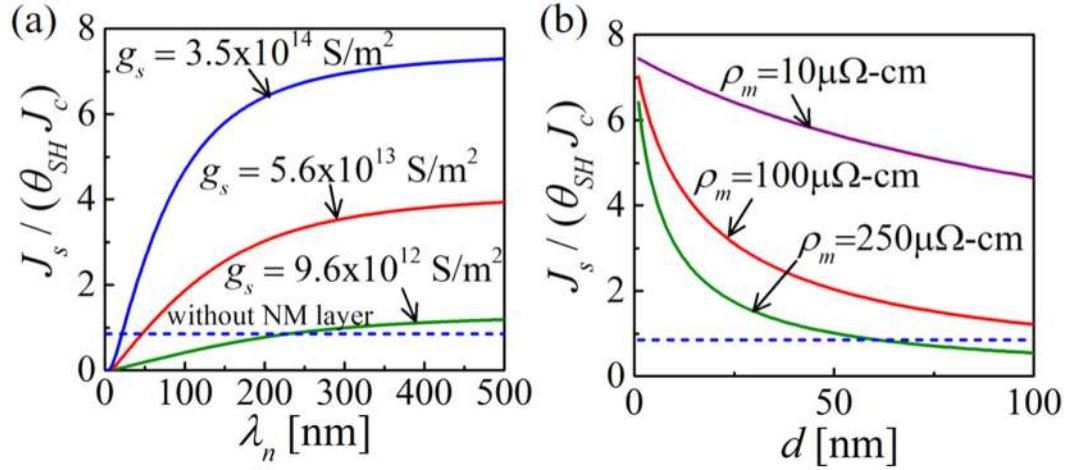 (a)
8
6
4
2
0
J_s / (θ_SH J_c)
g_s = 3.5x10^14 S/m^2
g_s = 5.6x10^13 S/m^2
g_s = 9.6x10^12 S/m^2
without NM layer
0 100 200 300 400 500
λ_n [nm]
(b)
8
6
4
2
0
J_s / (θ_SH J_c)
ρ_m=10μΩ-cm
ρ_m=100μΩ-cm
ρ_m=250μΩ-cm
0 50 100
d [nm]